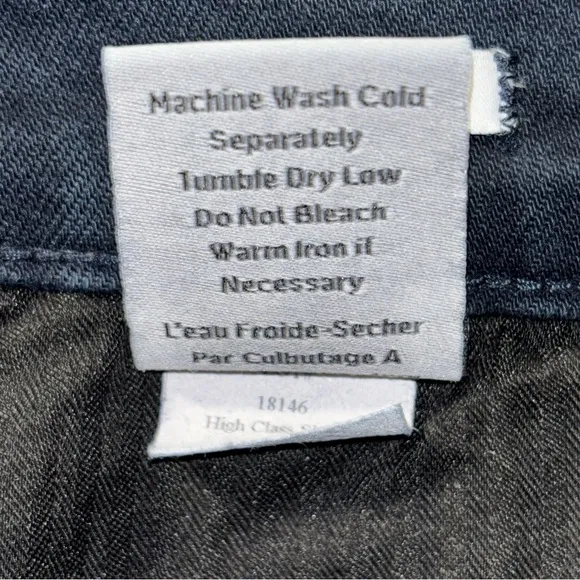 Machine Wash Cold
Separately
Tumble Dry Low
Do Not Bleach
Warm Iron if
Necessary
L'eau Froide-Secher
Par Culbutage A
18146
High Class